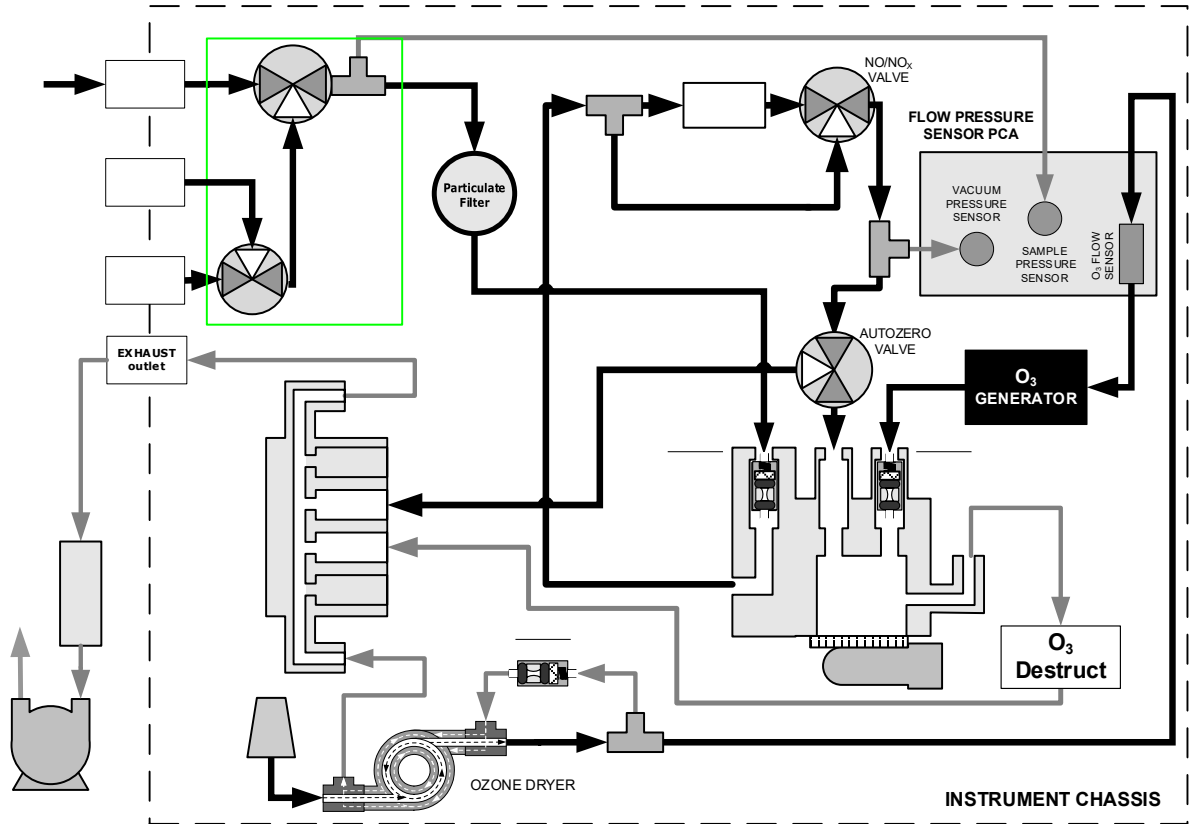 NO/NOX
VALVE
FLOW PRESSURE
SENSOR PCA
Particulate
Filter
VACUUM
PRESSURE
SENSOR
SAMPLE
PRESSURE
SENSOR
O3 FLOW
SENSOR
EXHAUST
outlet
AUTOZERO
VALVE
O3
GENERATOR
O3
Destruct
OZONE DRYER
INSTRUMENT CHASSIS